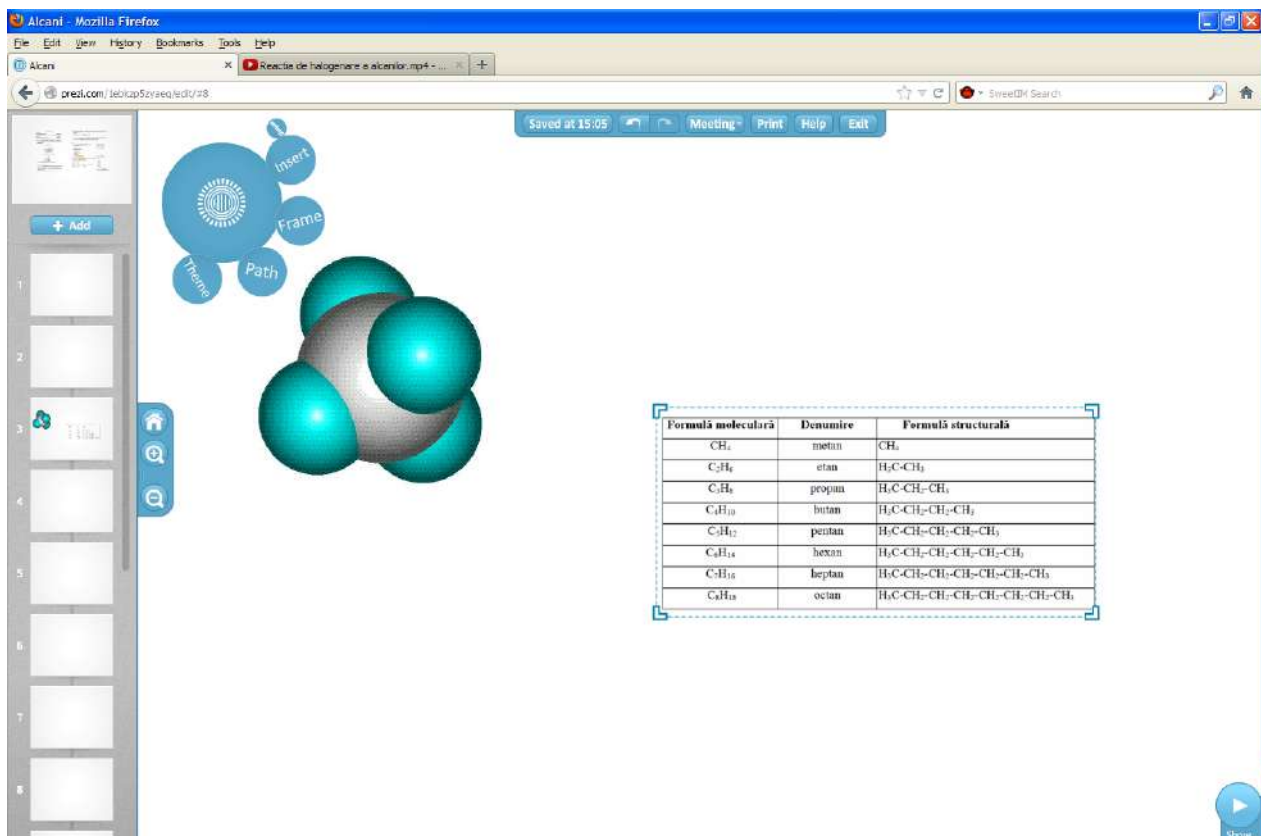 Alcani - Mozilla Firefox
File Edit View History Bookmarks Tools Help
Alcani
Reactia de halogenare a alcanilor.mp4 - ...
SweetIM Search
Saved at 15:05 Meeting Print Help Exit
Insert
Frame
Path
Theme
+ Add
1
2
3
4
5
6
7
8
Formulă moleculară Denumire Formulă structurală
CH₄ metan CH₄
C₂H₆ etan H₃C-CH₃
C₃H₈ propan H₃C-CH₂-CH₃
C₄H₁₀ butan H₃C-CH₂-CH₂-CH₃
C₅H₁₂ pentan H₃C-CH₂-CH₂-CH₂-CH₃
C₆H₁₄ hexan H₃C-CH₂-CH₂-CH₂-CH₂-CH₃
C₇H₁₆ heptan H₃C-CH₂-CH₂-CH₂-CH₂-CH₂-CH₃
C₈H₁₈ octan H₃C-CH₂-CH₂-CH₂-CH₂-CH₂-CH₂-CH₃
Show